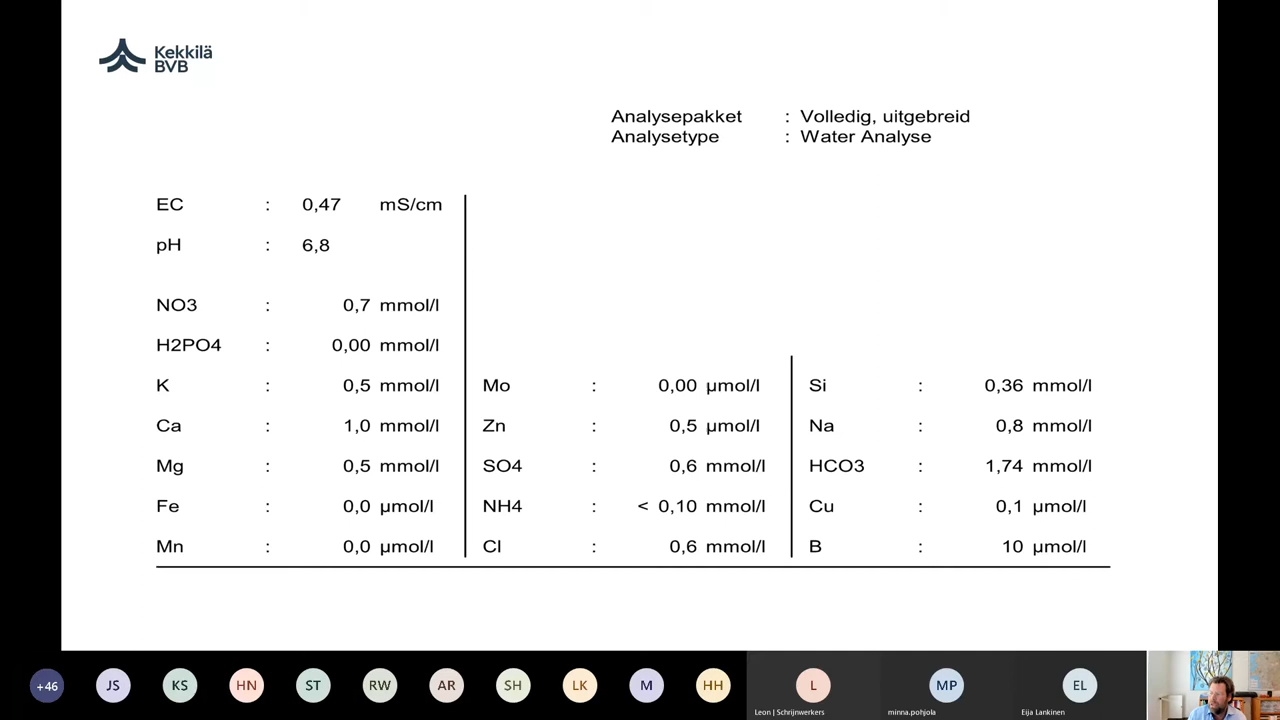 Kekkilä
BVB
Analysepakket : Volledig, uitgebreid
Analysetype : Water Analyse
EC : 0,47 mS/cm
pH : 6,8
NO3 : 0,7 mmol/l
H2PO4 : 0,00 mmol/l
K : 0,5 mmol/l Mo : 0,00 µmol/l Si : 0,36 mmol/l
Ca : 1,0 mmol/l Zn : 0,5 µmol/l Na : 0,8 mmol/l
Mg : 0,5 mmol/l SO4 : 0,6 mmol/l HCO3 : 1,74 mmol/l
Fe : 0,0 µmol/l NH4 : < 0,10 mmol/l Cu : 0,1 µmol/l
Mn : 0,0 µmol/l Cl : 0,6 mmol/l B : 10 µmol/l
+46 JS KS HN ST RW AR SH LK M HH L MP EL
Leon | Schrijnwerkers minna.pohjola Eija Lankinen